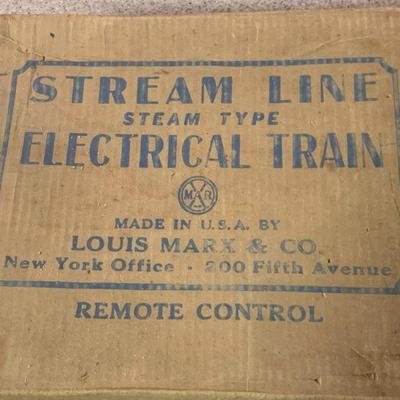 STREAM LINE
STEAM TYPE
ELECTRICAL TRAIN
MAR
MADE IN U.S.A. BY
LOUIS MARX & CO.
New York Office - 200 Fifth Avenue
REMOTE CONTROL